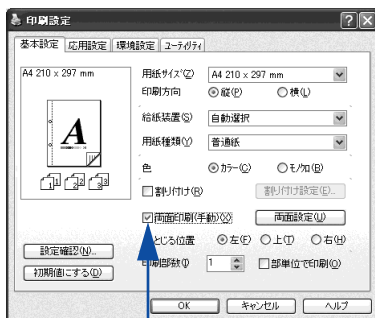 印刷設定
基本設定 応用設定 環境設定 ユーティリティ
A4 210 × 297 mm
用紙サイズ(Z) A4 210 × 297 mm
印刷方向 縦(P) 横(L)
給紙装置(S) 自動選択
用紙種類(Y) 普通紙
A
1 1 2 2 3 3
色 カラー(C) モノクロ(B)
割り付け(R) 割り付け設定(E)...
両面印刷(手動)(X) 両面設定(U)
とじる位置 左(F) 上(T) 右(H)
設定確認(N)...
印刷部数(I) 1 部単位で印刷(O)
初期値にする(D)
OK キャンセル ヘルプ